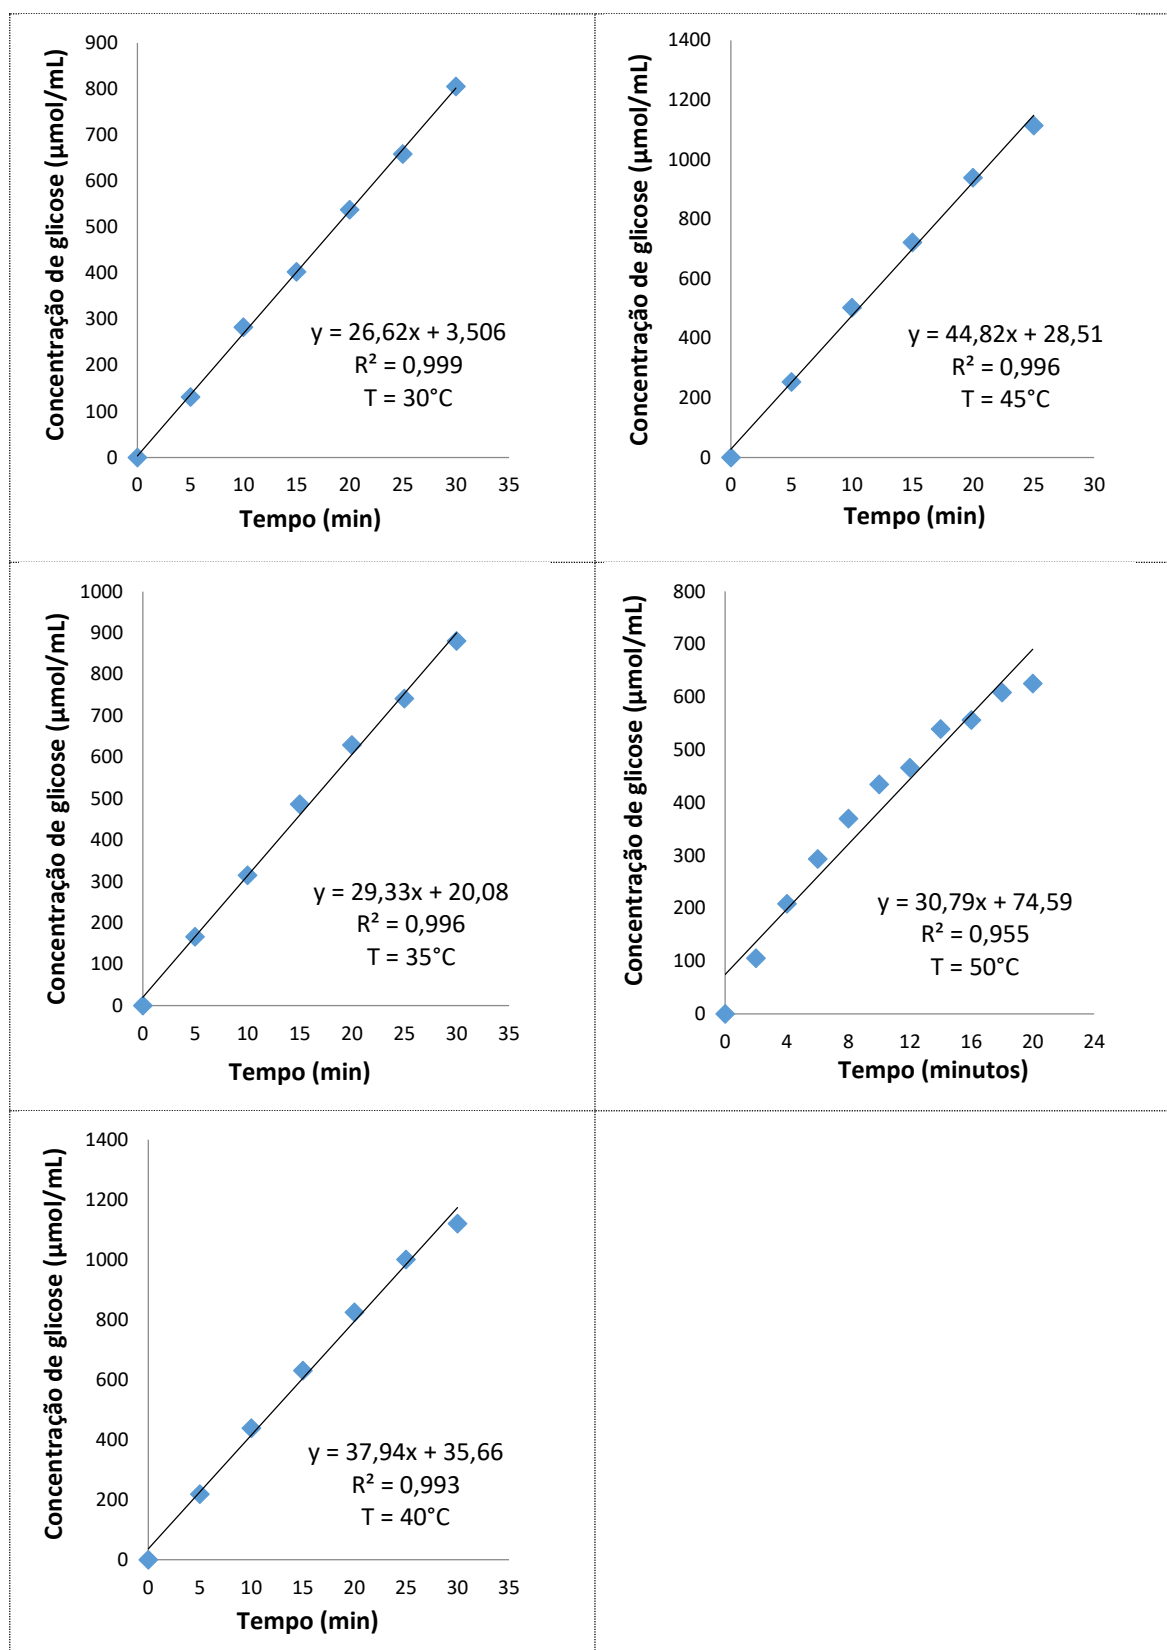 Concentração de glicose (µmol/mL)
900
800
700
600
500
400
300
200
100
0
y = 26,62x + 3,506
R² = 0,999
T = 30°C
0 5 10 15 20 25 30 35
Tempo (min)
Concentração de glicose (µmol/mL)
1400
1200
1000
800
600
400
200
0
y = 44,82x + 28,51
R² = 0,996
T = 45°C
0 5 10 15 20 25 30
Tempo (min)
Concentração de glicose (µmol/mL)
1000
900
800
700
600
500
400
300
200
100
0
y = 29,33x + 20,08
R² = 0,996
T = 35°C
0 5 10 15 20 25 30 35
Tempo (min)
Concentração de glicose (µmol/mL)
800
700
600
500
400
300
200
100
0
y = 30,79x + 74,59
R² = 0,955
T = 50°C
0 4 8 12 16 20 24
Tempo (minutos)
Concentração de glicose (µmol/mL)
1400
1200
1000
800
600
400
200
0
y = 37,94x + 35,66
R² = 0,993
T = 40°C
0 5 10 15 20 25 30 35
Tempo (min)